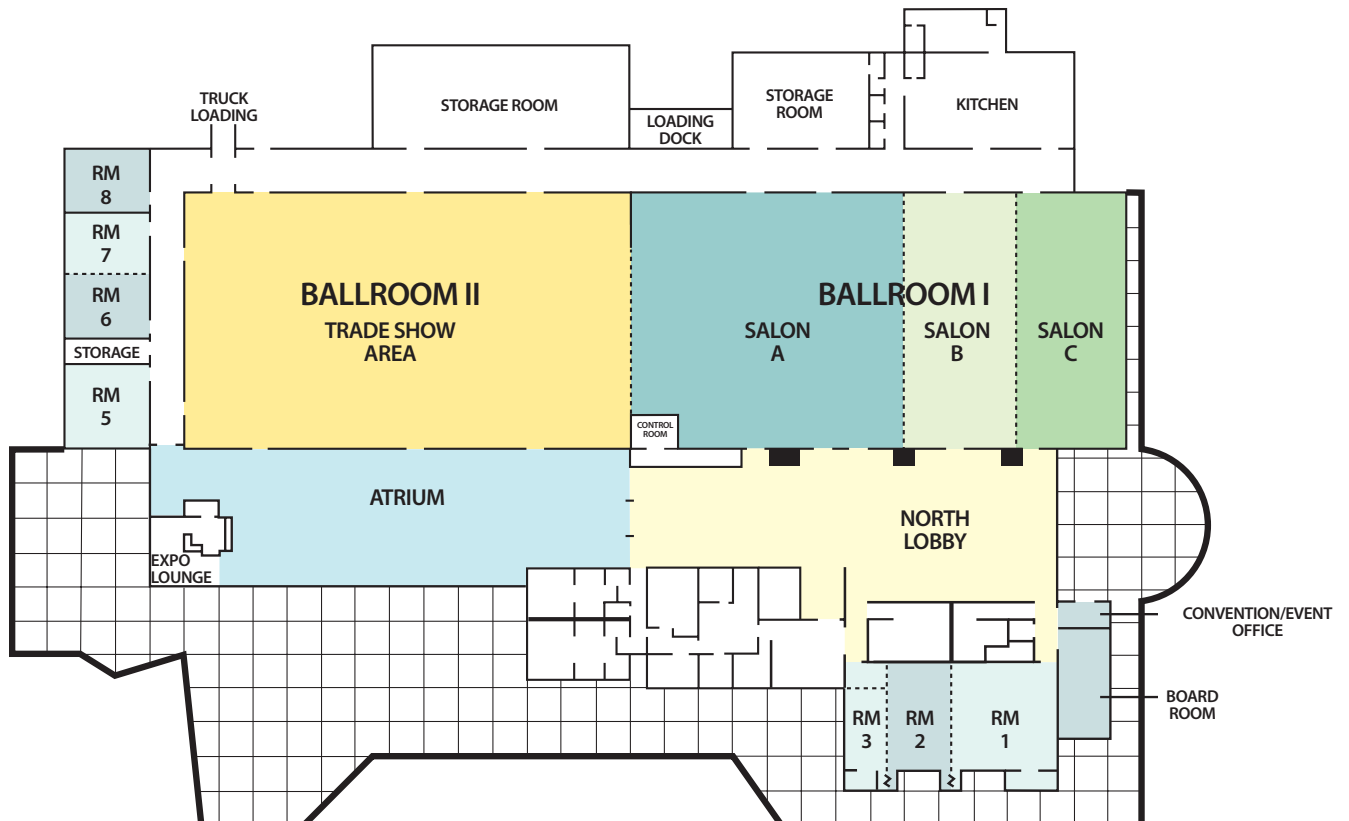 TRUCK
LOADING
STORAGE ROOM
LOADING
DOCK
STORAGE
ROOM
KITCHEN
RM
8
RM
7
RM
6
STORAGE
RM
5
BALLROOM II
TRADE SHOW
AREA
BALLROOM I
SALON
A
SALON
B
SALON
C
CONTROL
ROOM
ATRIUM
NORTH
LOBBY
EXPO
LOUNGE
CONVENTION/EVENT
OFFICE
BOARD
ROOM
RM
3
RM
2
RM
1